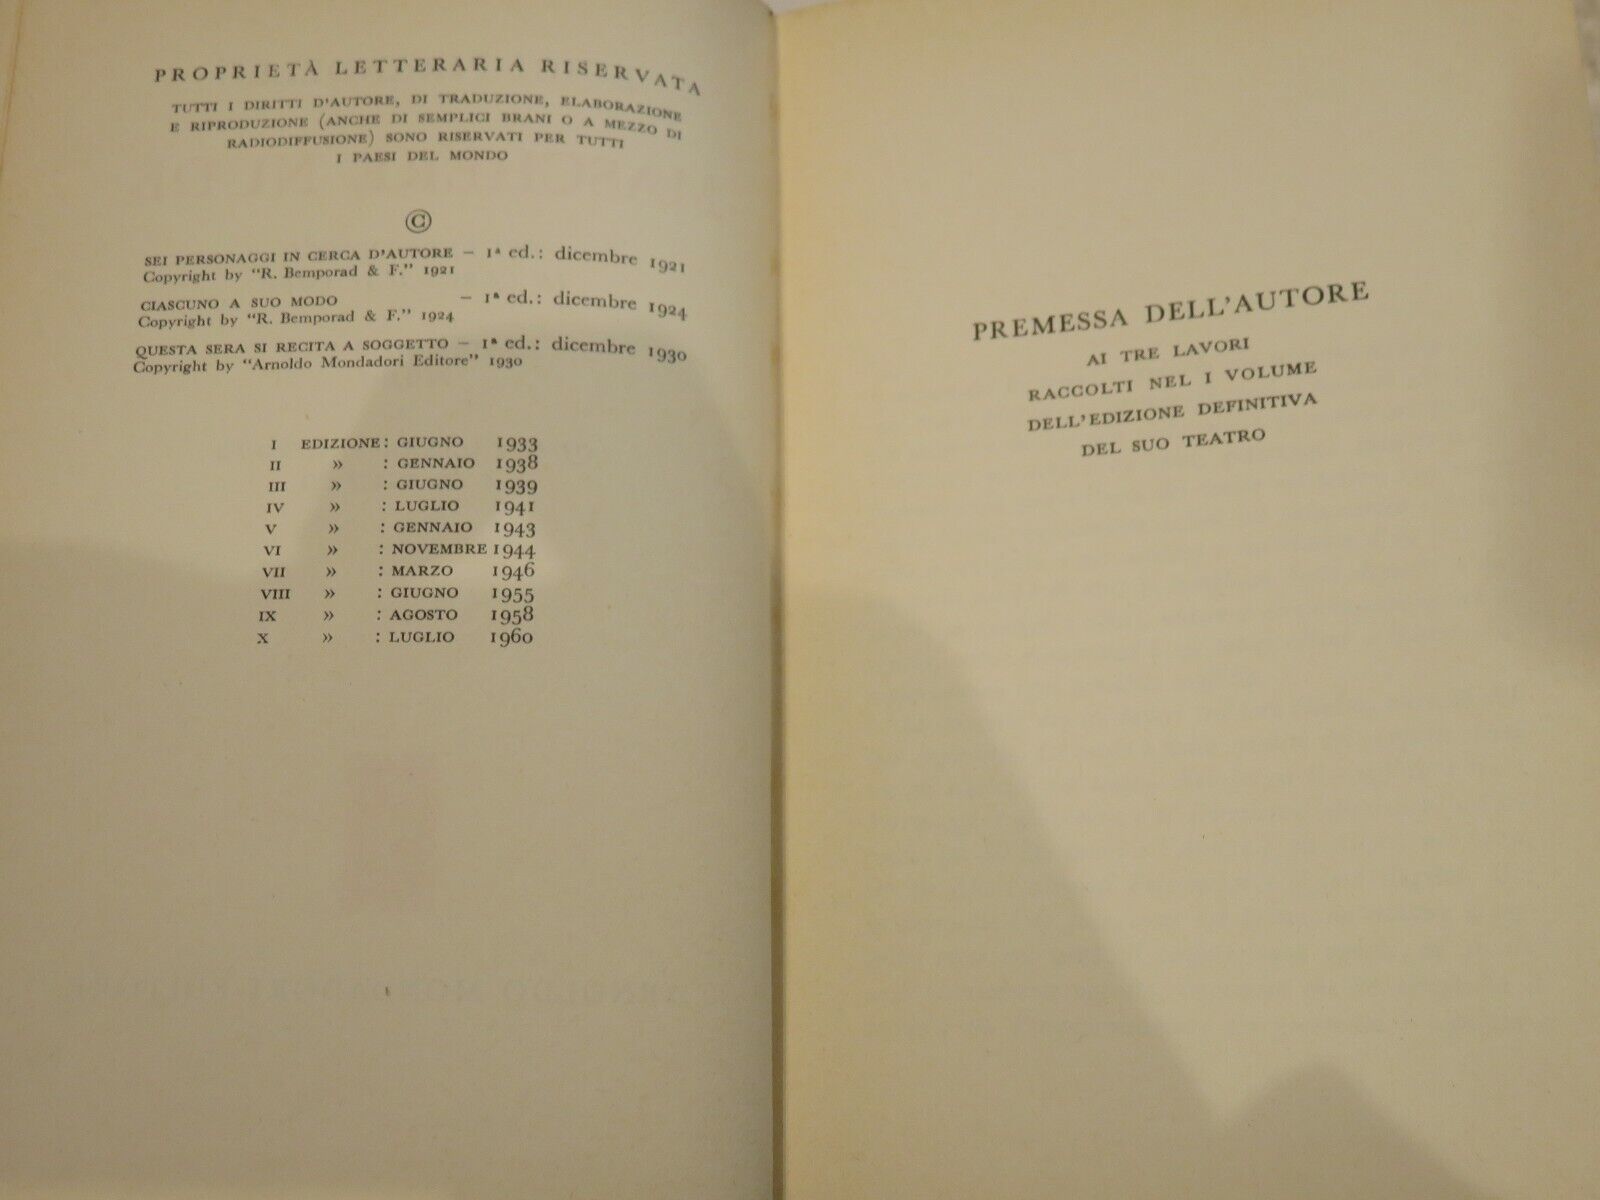 PROPRIETÀ LETTERARIA RISERVATA
TUTTI I DIRITTI D'AUTORE, DI TRADUZIONE, ELABORAZIONE
E RIPRODUZIONE (ANCHE DI SEMPLICI BRANI O A MEZZO DI
RADIODIFFUSIONE) SONO RISERVATI PER TUTTI
I PAESI DEL MONDO
©
SEI PERSONAGGI IN CERCA D'AUTORE – 1ª ed.: dicembre 1921
Copyright by "R. Bemporad & F." 1921
CIASCUNO A SUO MODO – 1ª ed.: dicembre 1924
Copyright by "R. Bemporad & F." 1924
QUESTA SERA SI RECITA A SOGGETTO – 1ª ed.: dicembre 1930
Copyright by "Arnoldo Mondadori Editore" 1930
I EDIZIONE: GIUGNO 1933
II » : GENNAIO 1938
III » : GIUGNO 1939
IV » : LUGLIO 1941
V » : GENNAIO 1943
VI » : NOVEMBRE 1944
VII » : MARZO 1946
VIII » : GIUGNO 1955
IX » : AGOSTO 1958
X » : LUGLIO 1960
PREMESSA DELL'AUTORE
AI TRE LAVORI
RACCOLTI NEL I VOLUME
DELL'EDIZIONE DEFINITIVA
DEL SUO TEATRO